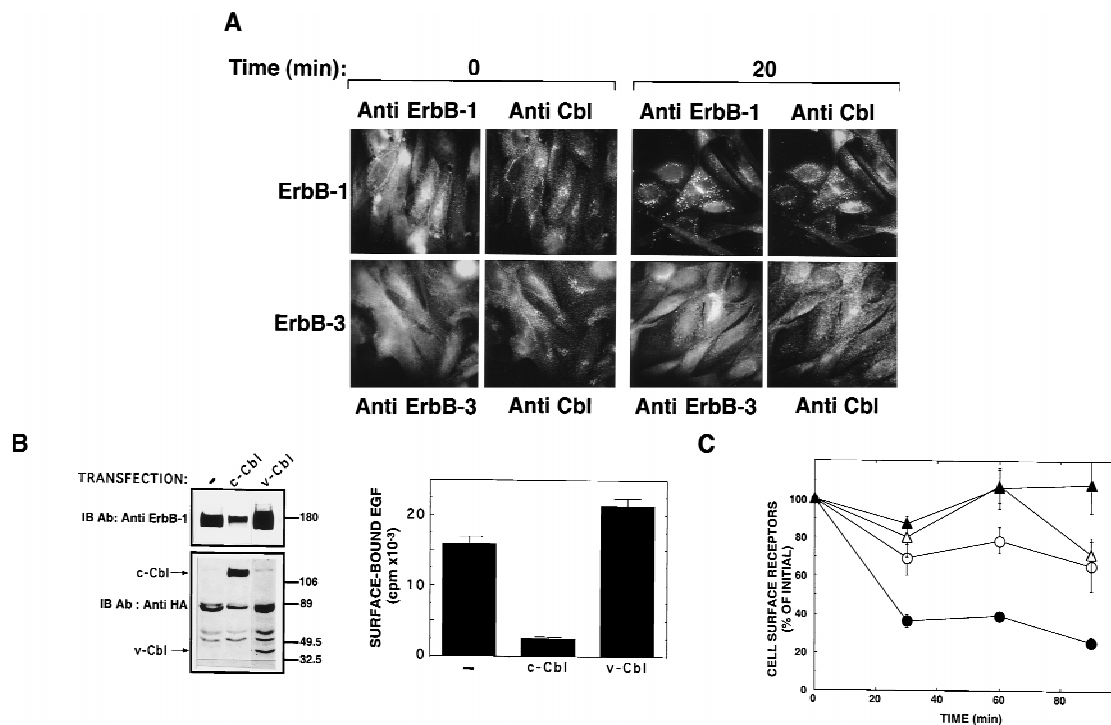 A
Time (min): 0 20
Anti ErbB-1 Anti Cbl Anti ErbB-1 Anti Cbl
ErbB-1
ErbB-3
Anti ErbB-3 Anti Cbl Anti ErbB-3 Anti Cbl
B
TRANSFECTION: – c-Cbl v-Cbl
IB Ab: Anti ErbB-1 180
c-Cbl 106
IB Ab : Anti HA 89
49.5
v-Cbl 32.5
SURFACE-BOUND EGF
(cpm x10-3)
20
10
0
– c-Cbl v-Cbl
C
CELL SURFACE RECEPTORS
(% OF INITIAL)
100
80
60
40
20
0
0 20 40 60 80
TIME (min)